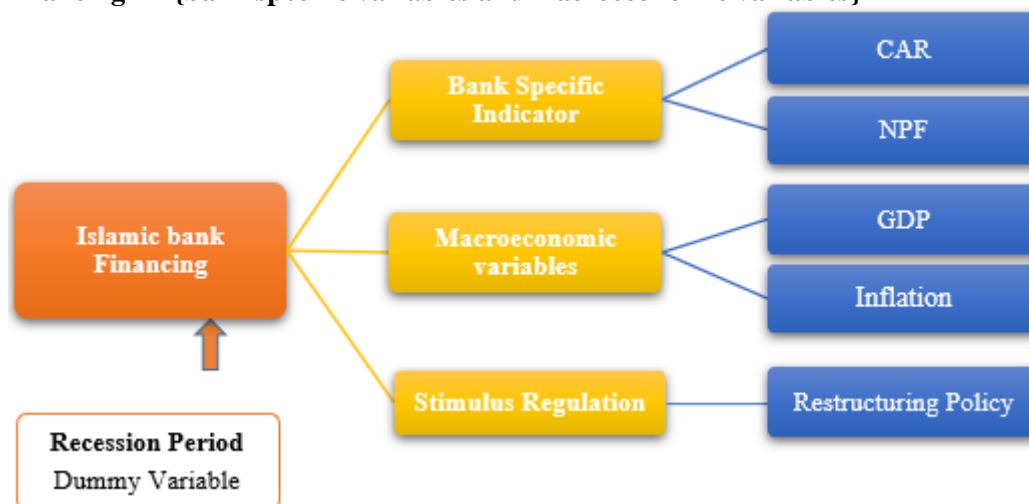 Bank Specific
Indicator
CAR
NPF
Islamic bank
Financing
Macroeconomic
variables
GDP
Inflation
Stimulus Regulation
Restructuring Policy
Recession Period
Dummy Variable